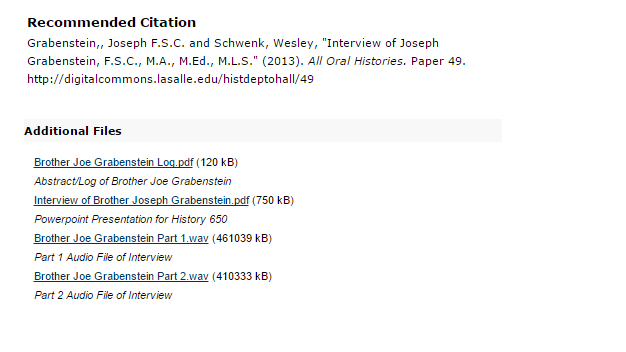 Recommended Citation
Grabenstein,, Joseph F.S.C. and Schwenk, Wesley, "Interview of Joseph
Grabenstein, F.S.C., M.A., M.Ed., M.L.S." (2013). All Oral Histories. Paper 49.
http://digitalcommons.lasalle.edu/histdeptohall/49
Additional Files
Brother Joe Grabenstein Log.pdf (120 kB)
Abstract/Log of Brother Joe Grabenstein
Interview of Brother Joseph Grabenstein.pdf (750 kB)
Powerpoint Presentation for History 650
Brother Joe Grabenstein Part 1.wav (461039 kB)
Part 1 Audio File of Interview
Brother Joe Grabenstein Part 2.wav (410333 kB)
Part 2 Audio File of Interview